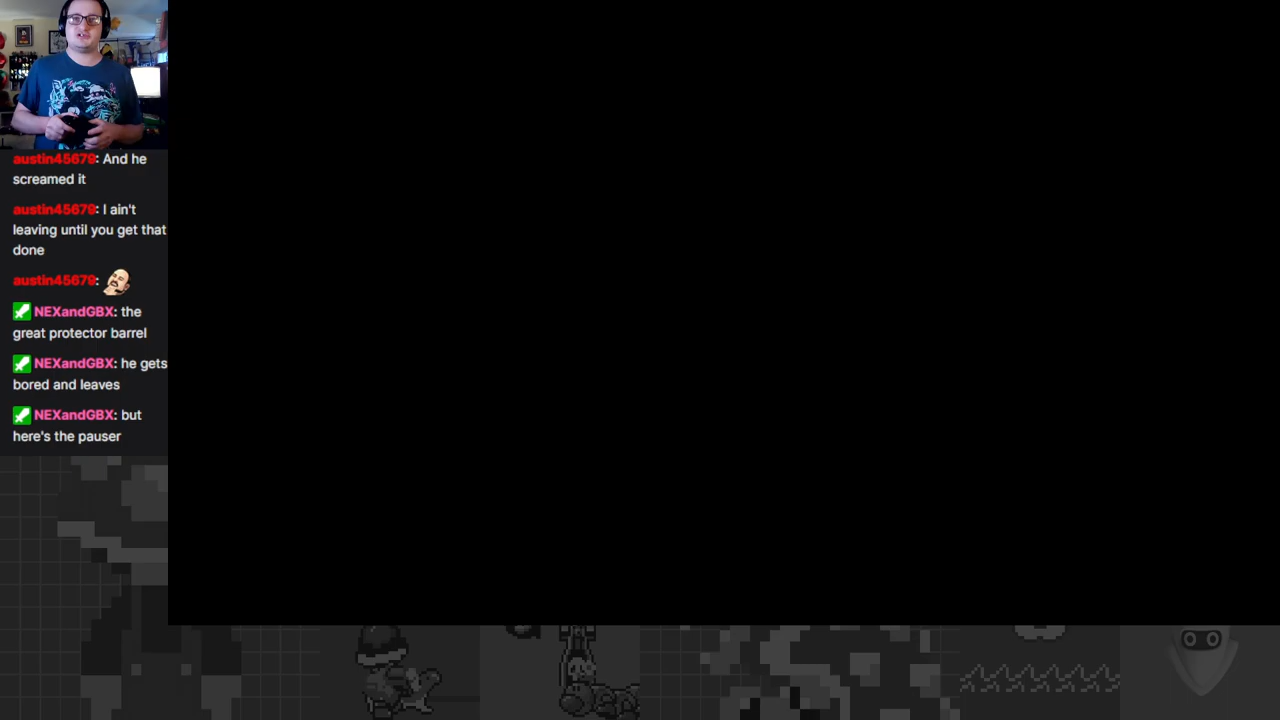 austin45679: And he
screamed it
austin45679: I ain't
leaving until you get that
done
austin45679:
NEXandGBX: the
great protector barrel
NEXandGBX: he gets
bored and leaves
NEXandGBX: but
here's the pauser